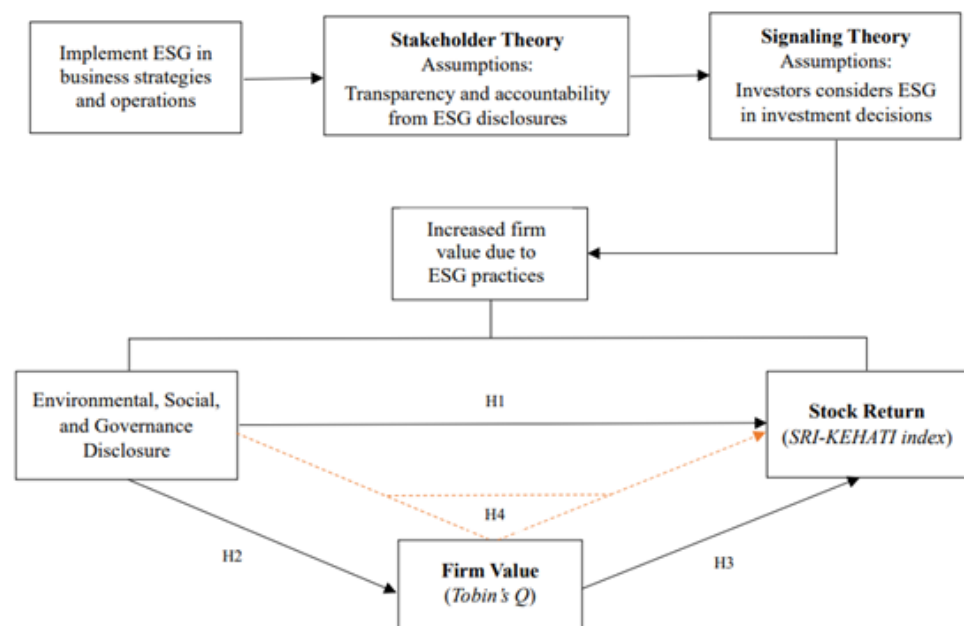 Implement ESG in
business strategies
and operations
Stakeholder Theory
Assumptions:
Transparency and accountability
from ESG disclosures
Signaling Theory
Assumptions:
Investors considers ESG
in investment decisions
Increased firm
value due to
ESG practices
Environmental, Social,
and Governance
Disclosure
H1
Stock Return
(SRI-KEHATI index)
H4
H2
Firm Value
(Tobin's Q)
H3